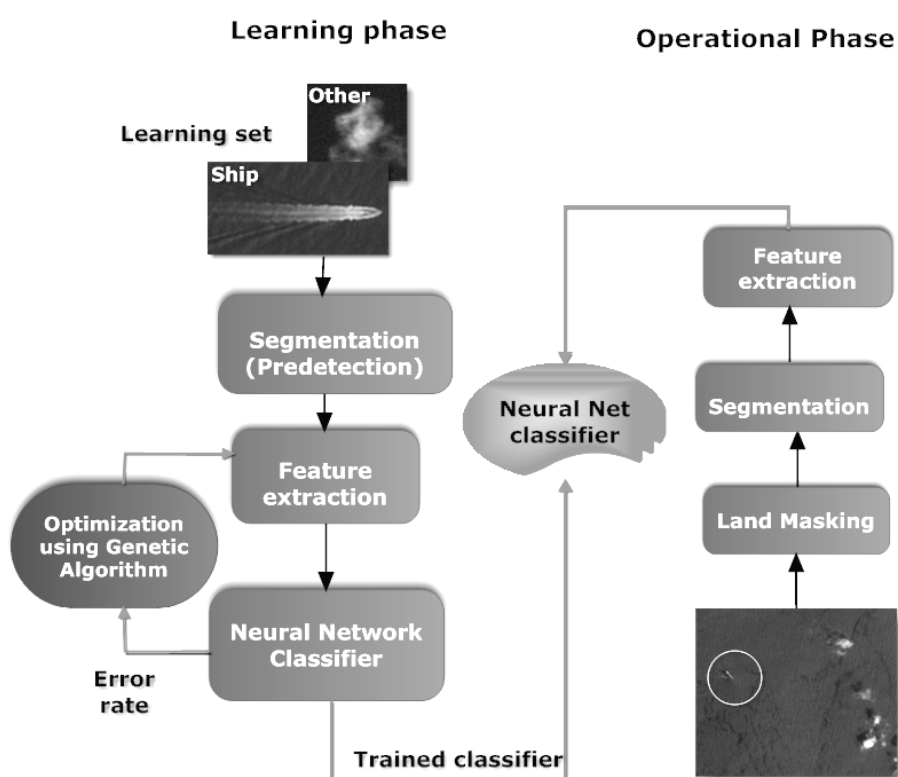 Learning phase
Operational Phase
Learning set
Other
Ship
Segmentation
(Predetection)
Feature
extraction
Optimization
using Genetic
Algorithm
Neural Network
Classifier
Error
rate
Trained classifier
Neural Net
classifier
Feature
extraction
Segmentation
Land Masking